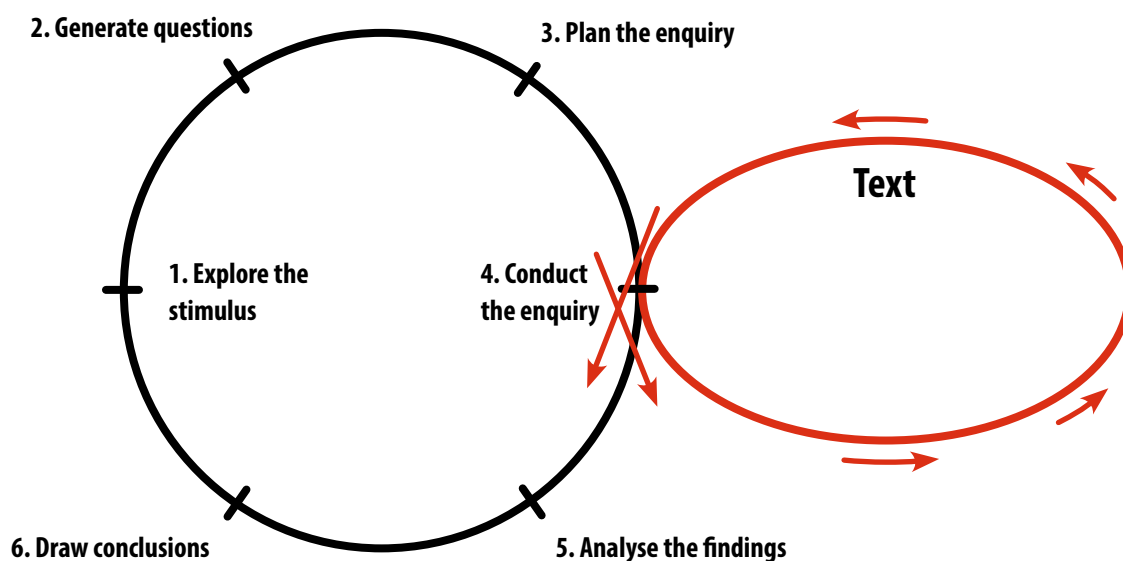 2. Generate questions
3. Plan the enquiry
Text
1. Explore the
stimulus
4. Conduct
the enquiry
6. Draw conclusions
5. Analyse the findings